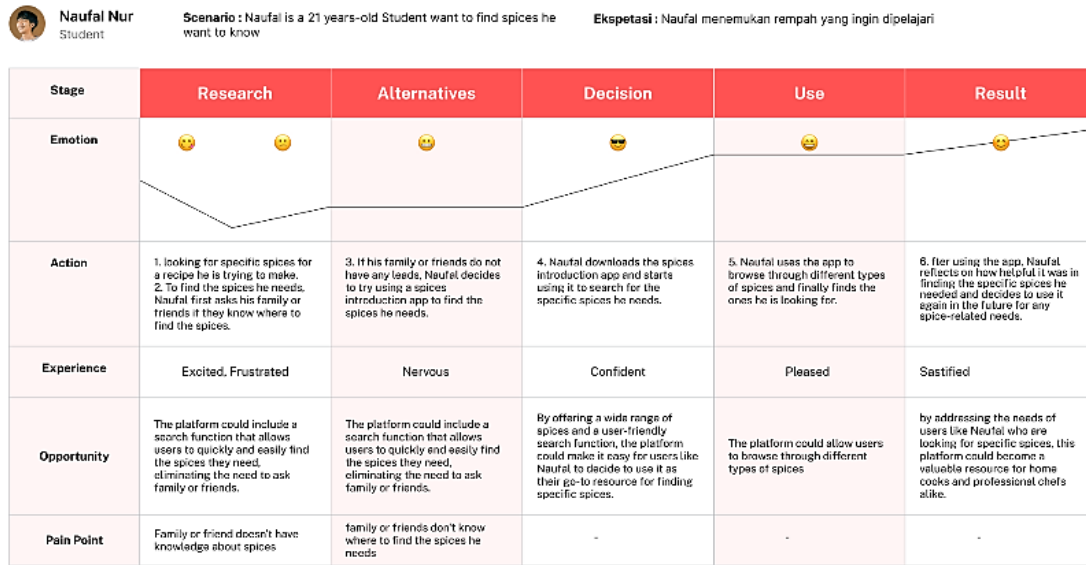 Naufal Nur
Student
Scenario : Naufal is a 21 years-old Student want to find spices he
want to know
Ekspetasi : Naufal menemukan rempah yang ingin dipelajari
Stage
Research
Alternatives
Decision
Use
Result
Emotion
Action
1. looking for specific spices for
a recipe he is trying to make.
2. To find the spices he needs,
Naufal first asks his family or
friends if they know where to
find the spices.
3. If his family or friends do not
have any leads, Naufal decides
to try using a spices
introduction app to find the
spices he needs.
4. Naufal downloads the spices
introduction app and starts
using it to search for the
specific spices he needs.
5. Naufal uses the app to
browse through different types
of spices and finally finds the
ones he is looking for.
6. fter using the app, Naufal
reflects on how helpful it was in
finding the specific spices he
needed and decides to use it
again in the future for any
spice-related needs.
Experience
Excited, Frustrated
Nervous
Confident
Pleased
Sastified
Opportunity
The platform could include a
search function that allows
users to quickly and easily find
the spices they need,
eliminating the need to ask
family or friends.
The platform could include a
search function that allows
users to quickly and easily find
the spices they need,
eliminating the need to ask
family or friends.
By offering a wide range of
spices and a user-friendly
search function, the platform
could make it easy for users like
Naufal to decide to use it as
their go-to resource for finding
specific spices.
The platform could allow users
to browse through different
types of spices
by addressing the needs of
users like Naufal who are
looking for specific spices, this
platform could become a
valuable resource for home
cooks and professional chefs
alike.
Pain Point
Family or friend doesn't have
knowledge about spices
family or friends don't know
where to find the spices he
needs
-
-
-